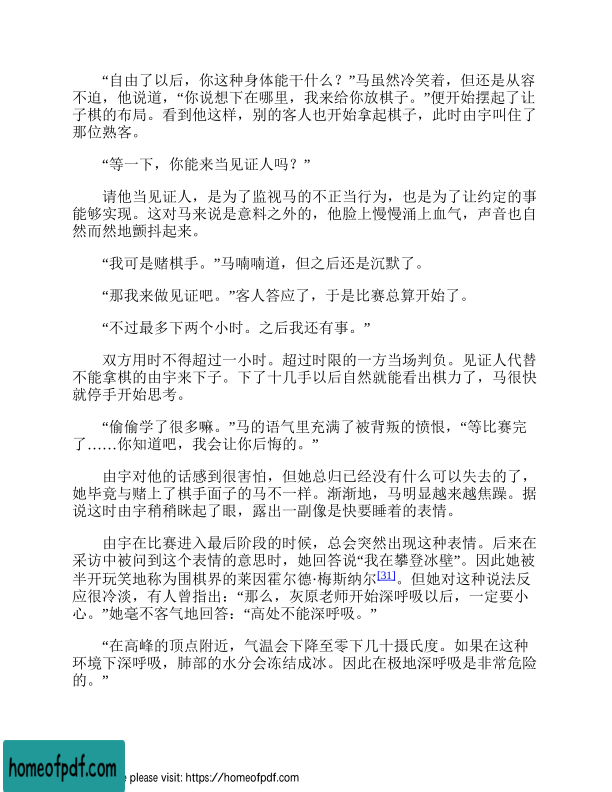 “自由了以后，你这种身体能干什么？”马虽然冷笑着，但还是从容
不迫，他说道，“你说想下在哪里，我来给你放棋子。”便开始摆起了让
子棋的布局。看到他这样，别的客人也开始拿起棋子，此时由宇叫住了
那位熟客。
“等一下，你能来当见证人吗？”
请他当见证人，是为了监视马的不正当行为，也是为了让约定的事
能够实现。这对马来说是意料之外的，他脸上慢慢涌上血气，声音也自
然而然地颤抖起来。
“我可是赌棋手。”马喃喃道，但之后还是沉默了。
“那我来做见证吧。”客人答应了，于是比赛总算开始了。
“不过最多下两个小时。之后我还有事。”
双方用时不得超过一小时。超过时限的一方当场判负。见证人代替
不能拿棋的由宇来下子。下了十几手以后自然就能看出棋力了，马很快
就停手开始思考。
“偷偷学了很多嘛。”马的语气里充满了被背叛的愤恨，“等比赛完
了……你知道吧，我会让你后悔的。”
由宇对他的话感到很害怕，但她总归已经没有什么可以失去的了，
她毕竟与赌上了棋手面子的马不一样。渐渐地，马明显越来越焦躁。据
说这时由宇稍稍眯起了眼，露出一副像是快要睡着的表情。
由宇在比赛进入最后阶段的时候，总会突然出现这种表情。后来在
采访中被问到这个表情的意思时，她回答说“我在攀登冰壁”。因此她被
半开玩笑地称为围棋界的莱因霍尔德·梅斯纳尔[31]。但她对这种说法反
应很冷淡，有人曾指出：“那么，灰原老师开始深呼吸以后，一定要小
心。”她毫不客气地回答：“高处不能深呼吸。”
“在高峰的顶点附近，气温会下降至零下几十摄氏度。如果在这种
环境下深呼吸，肺部的水分会冻结成冰。因此在极地深呼吸是非常危险
的。”
homeofpdf.com
please visit: https://homeofpdf.com